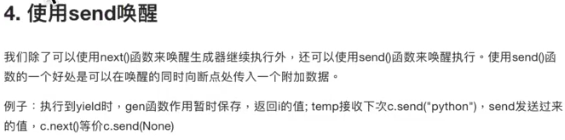 4. 使用send唤醒
我们除了可以使用next()函数来唤醒生成器继续执行外，还可以使用send()函数来唤醒执行。使用send()函
数的一个好处是可以在唤醒的同时向断点处传入一个附加数据。
例子：执行到yield时，gen函数作用暂时保存，返回i的值; temp接收下次c.send("python")，send发送过来
的值，c.next()等价c.send(None)